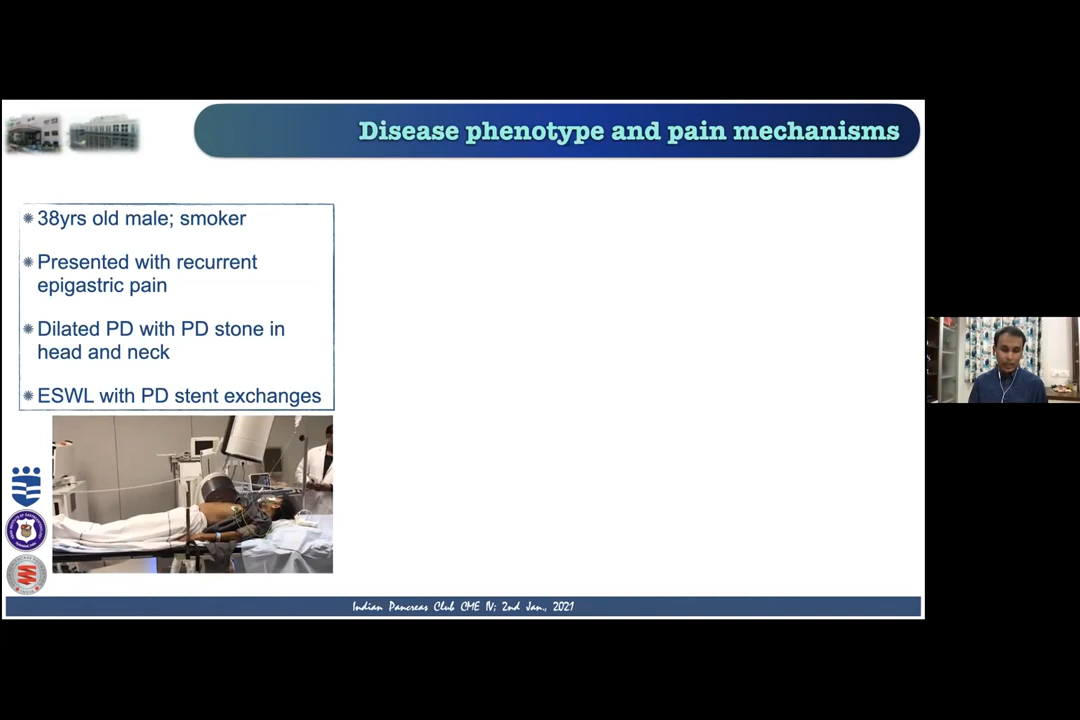 Disease phenotype and pain mechanisms
✹ 38yrs old male; smoker
✹ Presented with recurrent
epigastric pain
✹ Dilated PD with PD stone in
head and neck
✹ ESWL with PD stent exchanges
Indian Pancreas Club CME IV; 2nd Jan., 2021